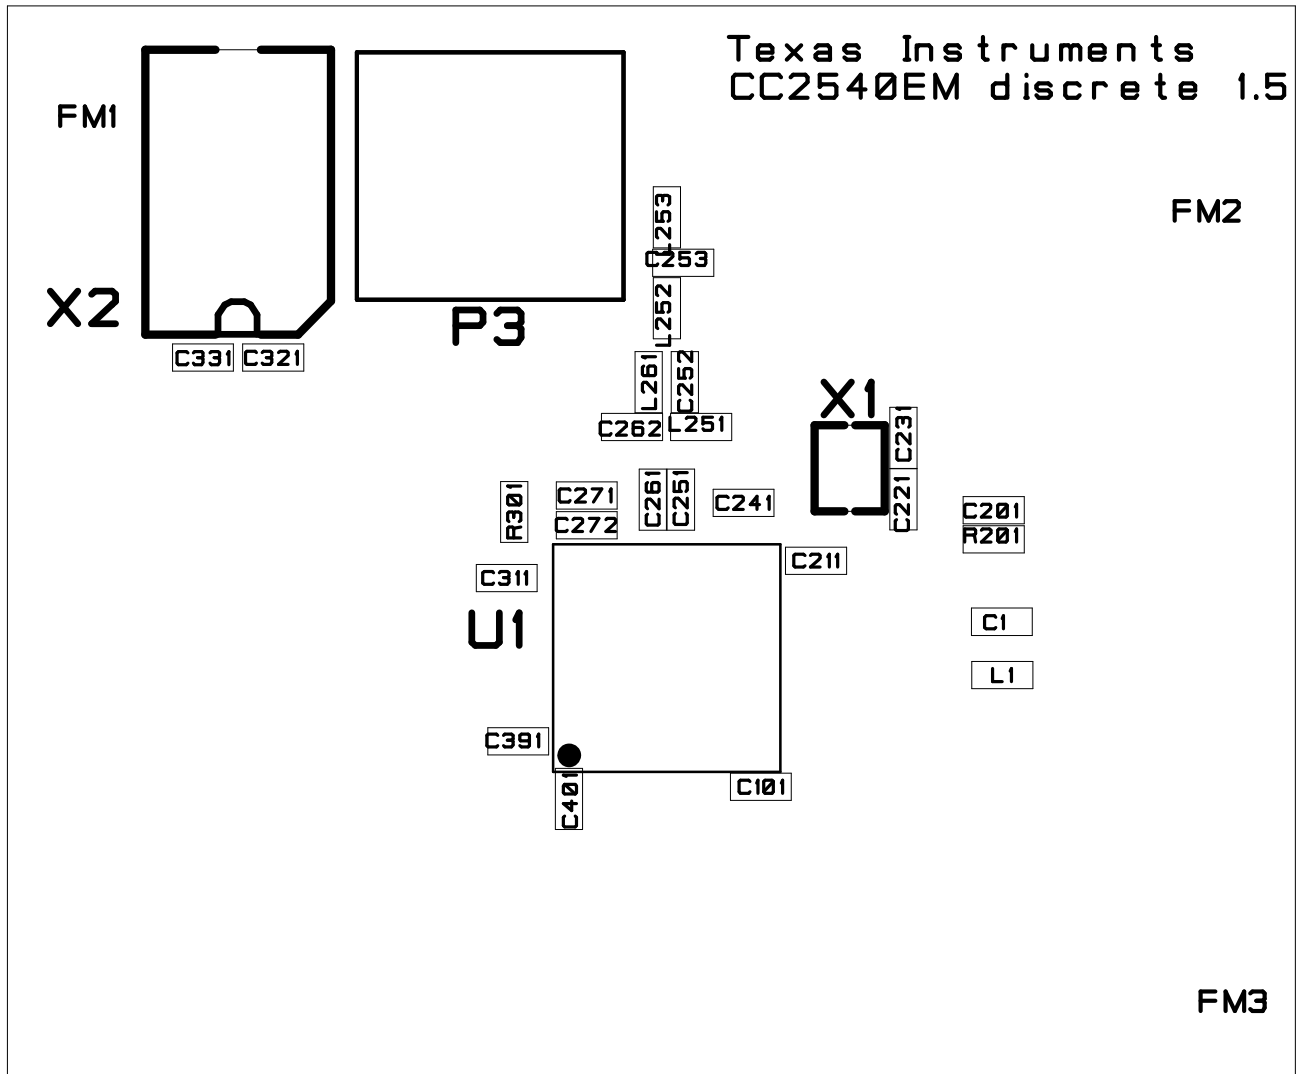 Texas Instruments
CC2540EM discrete 1.5
FM1
FM2
L253
C253
X2
P3
L252
C331
C321
L261
C252
X1
C262
L251
C231
C271
C261
C251
C241
C221
R301
C201
C272
R201
C211
C311
U1
C1
L1
C391
C401
C101
FM3